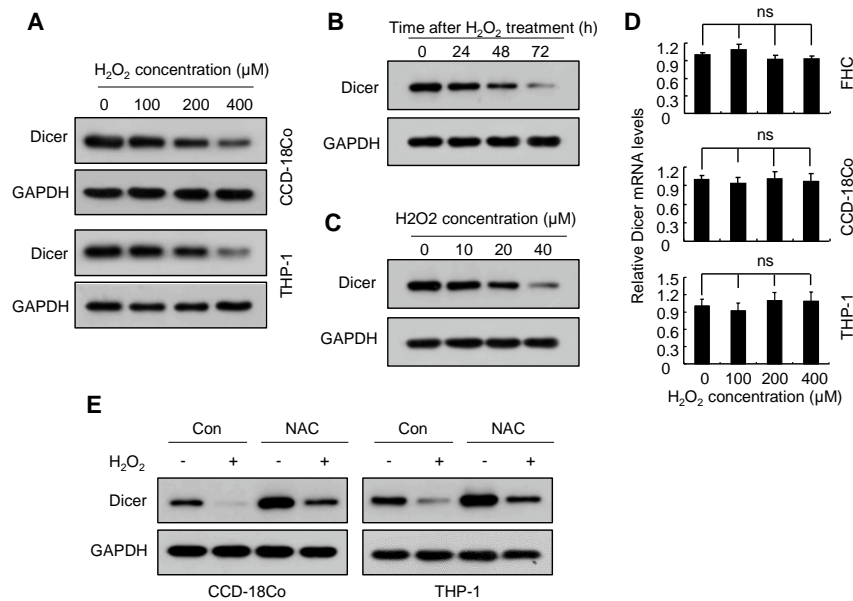 A
H₂O₂ concentration (μM)
0 100 200 400
Dicer
GAPDH
CCD-18Co
Dicer
GAPDH
THP-1
B
Time after H₂O₂ treatment (h)
0 24 48 72
Dicer
GAPDH
C
H2O2 concentration (μM)
0 10 20 40
Dicer
GAPDH
D
Relative Dicer mRNA levels
ns
1.2
0.9
0.6
0.3
0
FHC
ns
1.2
0.9
0.6
0.3
0
CCD-18Co
ns
1.5
1.2
0.9
0.6
0.3
0
THP-1
0 100 200 400
H₂O₂ concentration (μM)
E
Con NAC Con NAC
H₂O₂ - + - + - + - +
Dicer
GAPDH
CCD-18Co THP-1